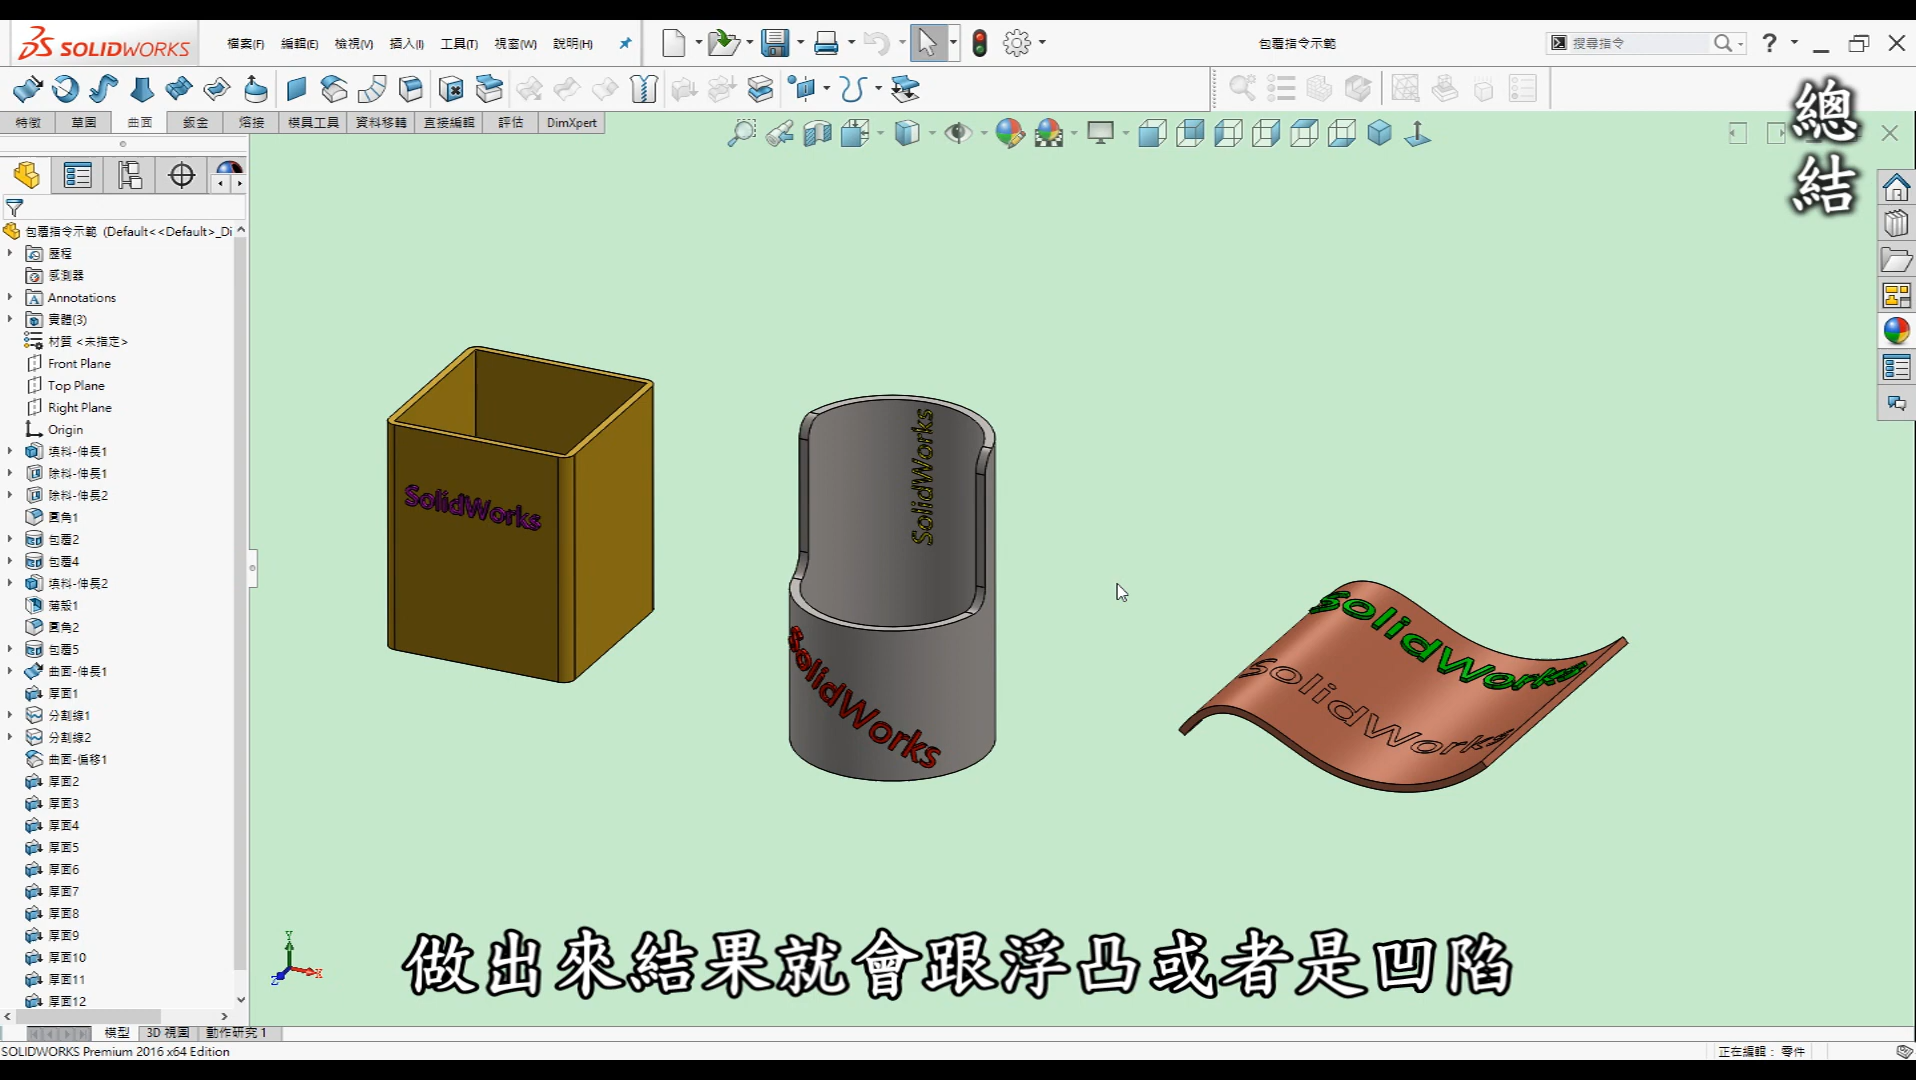 SOLIDWORKS
檔案(F) 編輯(E) 檢視(V) 插入(I) 工具(T) 視窗(W) 說明(H)
包覆指令示範
搜尋指令
特徵 草圖 曲面 鈑金 熔接 模具工具 資料移轉 直接編輯 評估 DimXpert
總結
包覆指令示範 (Default<<Default>_Di
歷程
感測器
Annotations
實體(3)
材質 <未指定>
Front Plane
Top Plane
Right Plane
Origin
填料-伸長1
除料-伸長1
除料-伸長2
圓角1
包覆2
包覆4
填料-伸長2
薄殼1
圓角2
包覆5
曲面-伸長1
厚面1
分割線1
分割線2
曲面-偏移1
厚面2
厚面3
厚面4
厚面5
厚面6
厚面7
厚面8
厚面9
厚面10
厚面11
厚面12
SolidWorks
SolidWorks
SolidWorks
SolidWorks
SolidWorks
Y
X
Z
做出來結果就會跟浮凸或者是凹陷
模型 3D 視圖 動作研究 1
SOLIDWORKS Premium 2016 x64 Edition
正在編輯： 零件